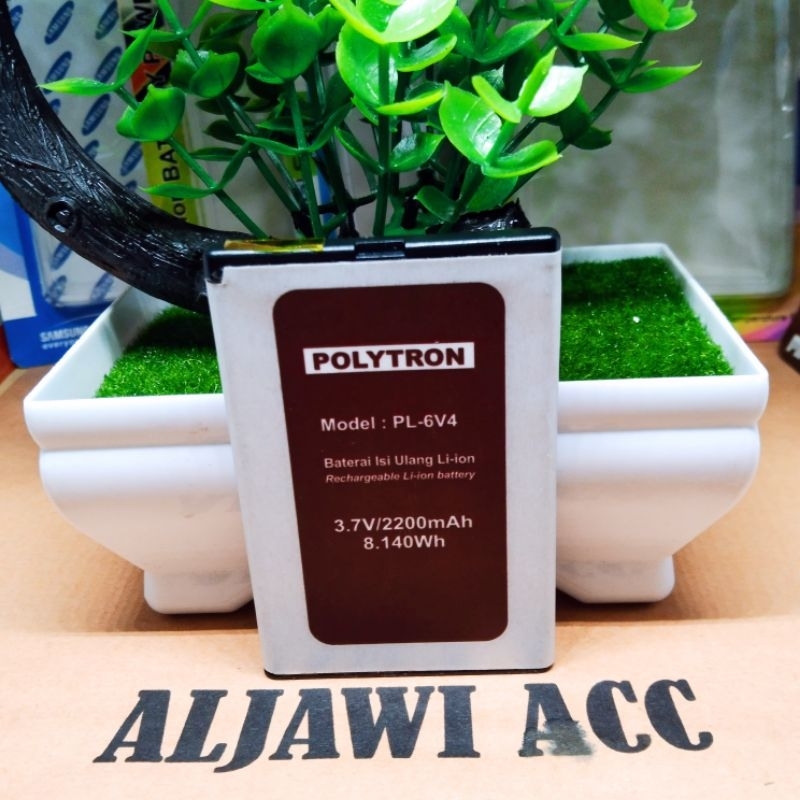 SAMSUNG
POLYTRON
Model : PL-6V4
Baterai Isi Ulang Li-ion
Rechargeable Li-ion battery
3.7V/2200mAh
8.140Wh
ALJAWI ACC